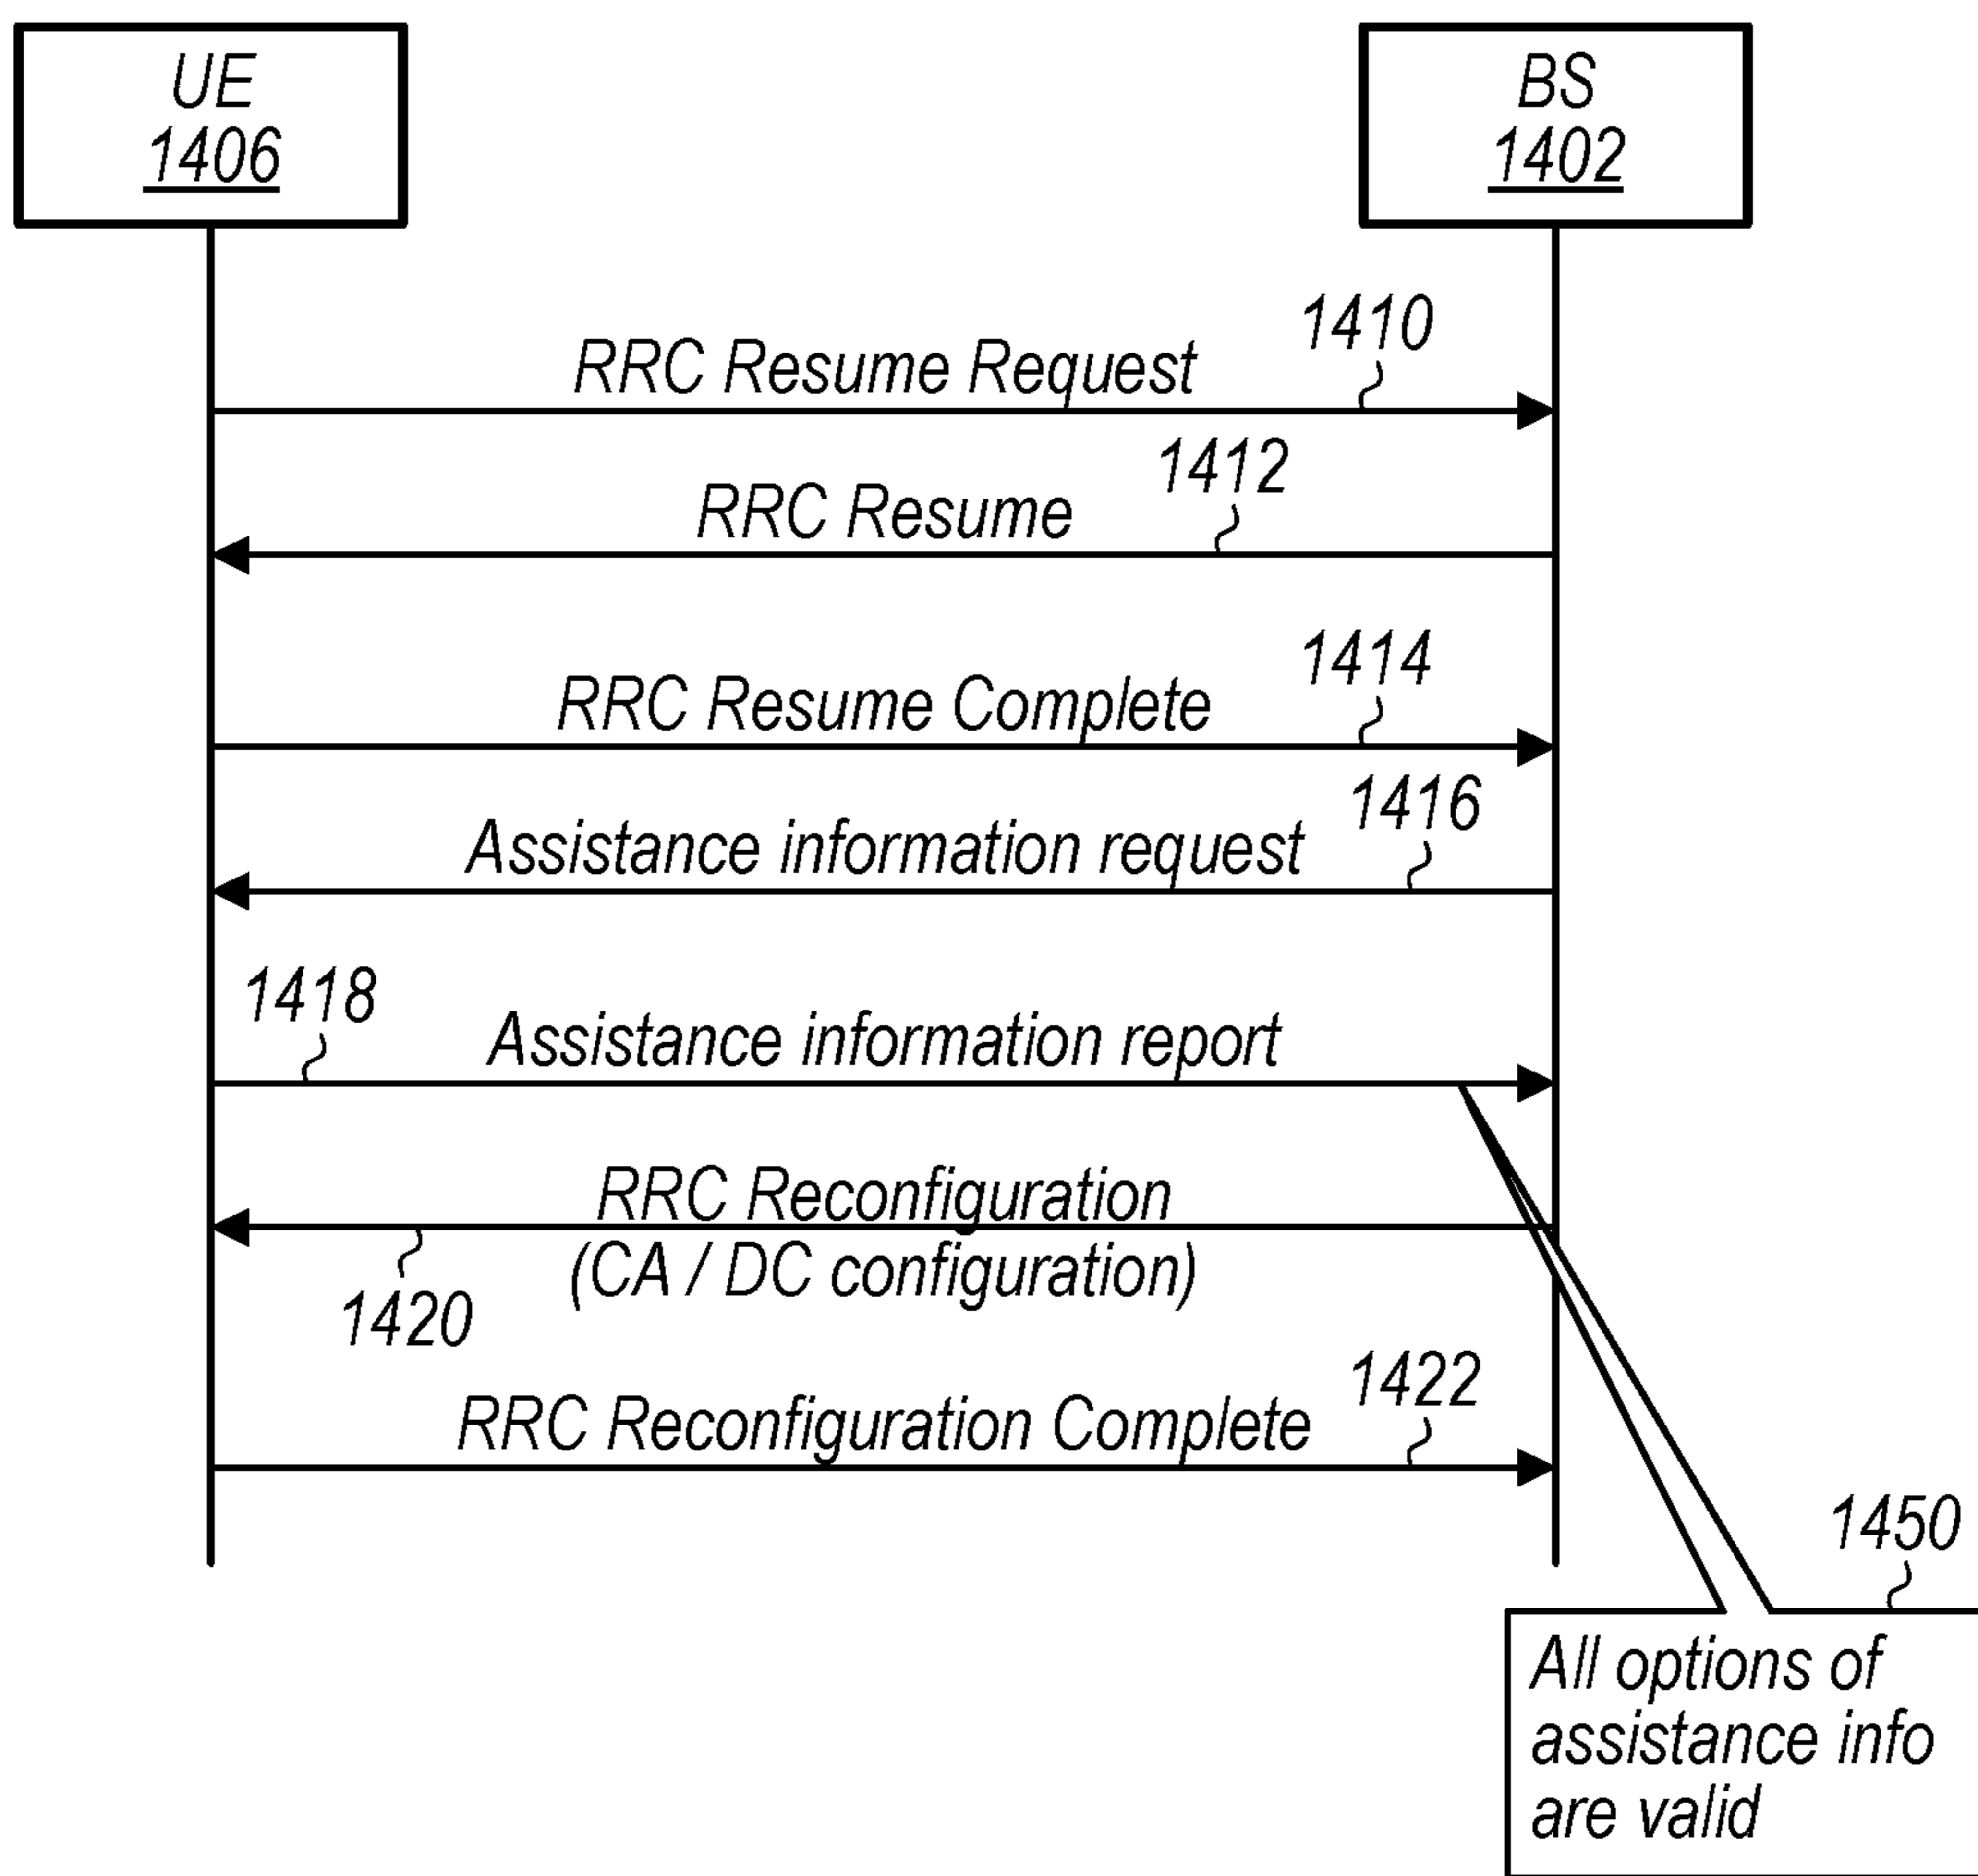 UE
1406
BS
1402
1410
RRC Resume Request
1412
RRC Resume
1414
RRC Resume Complete
1416
Assistance information request
1418
Assistance information report
RRC Reconfiguration
(CA / DC configuration)
1420
1422
RRC Reconfiguration Complete
1450
All options of
assistance info
are valid